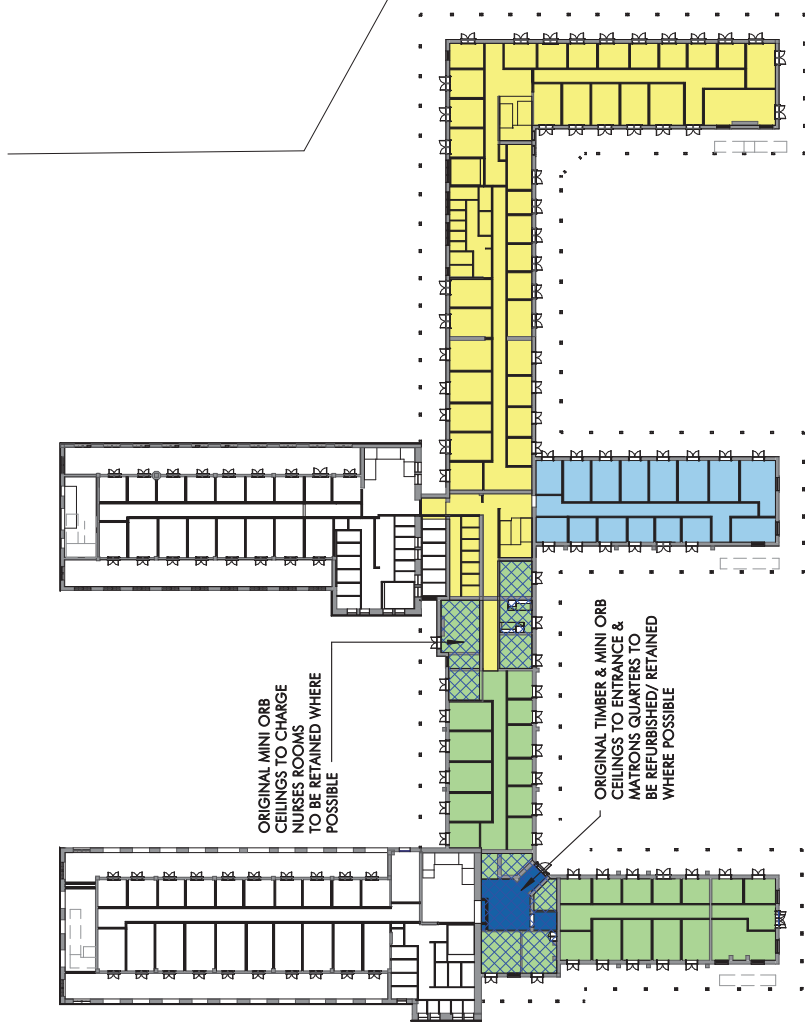 ORIGINAL MINI ORB
CEILINGS TO CHARGE
NURSES ROOMS
TO BE RETAINED WHERE
POSSIBLE
ORIGINAL TIMBER & MINI ORB
CEILINGS TO ENTRANCE &
MATRONS QUARTERS TO
BE REFURBISHED/ RETAINED
WHERE POSSIBLE